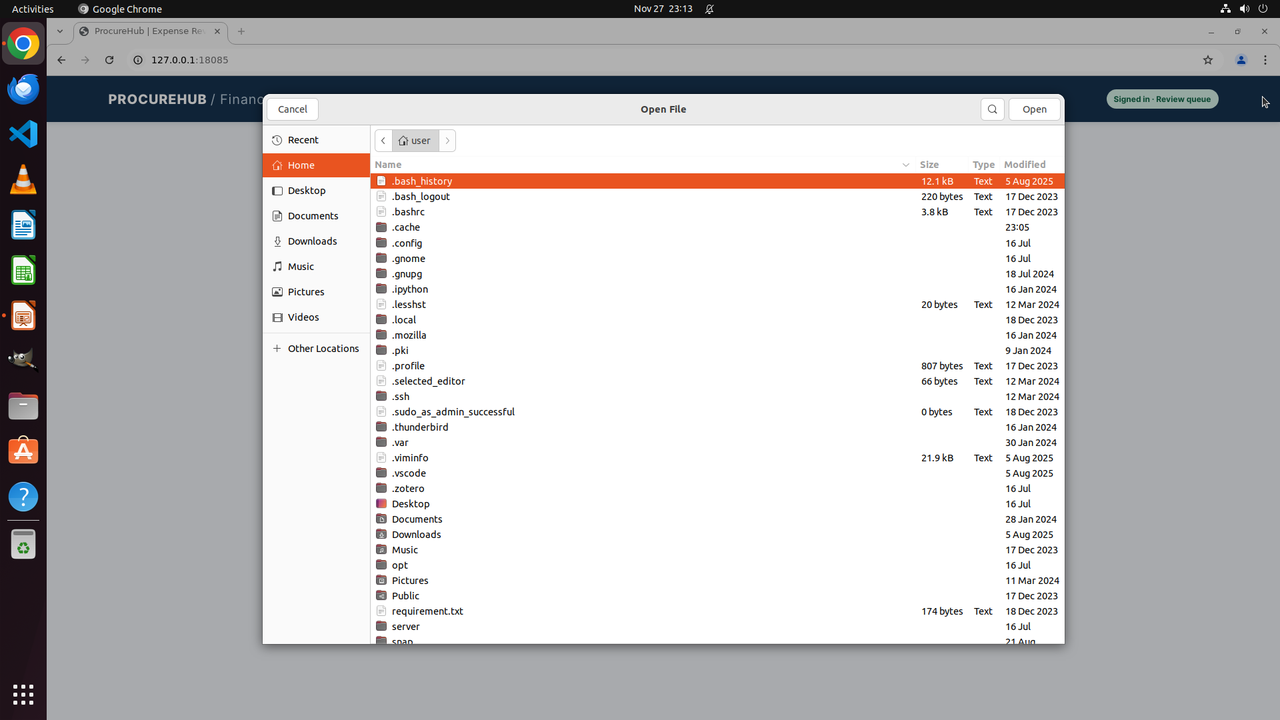 Activities
Google Chrome
Nov 27 23:13
ProcureHub | Expense Re
127.0.0.1:18085
PROCUREHUB / Financ
Signed in · Review queue
Cancel
Open File
Open
Recent
Home
Desktop
Documents
Downloads
Music
Pictures
Videos
Other Locations
user
Name Size Type Modified
.bash_history 12.1 kB Text 5 Aug 2025
.bash_logout 220 bytes Text 17 Dec 2023
.bashrc 3.8 kB Text 17 Dec 2023
.cache 23:05
.config 16 Jul
.gnome 16 Jul
.gnupg 18 Jul 2024
.ipython 16 Jan 2024
.lesshst 20 bytes Text 12 Mar 2024
.local 18 Dec 2023
.mozilla 16 Jan 2024
.pki 9 Jan 2024
.profile 807 bytes Text 17 Dec 2023
.selected_editor 66 bytes Text 12 Mar 2024
.ssh 12 Mar 2024
.sudo_as_admin_successful 0 bytes Text 18 Dec 2023
.thunderbird 16 Jan 2024
.var 30 Jan 2024
.viminfo 21.9 kB Text 5 Aug 2025
.vscode 5 Aug 2025
.zotero 16 Jul
Desktop 16 Jul
Documents 28 Jan 2024
Downloads 5 Aug 2025
Music 17 Dec 2023
opt 16 Jul
Pictures 11 Mar 2024
Public 17 Dec 2023
requirement.txt 174 bytes Text 18 Dec 2023
server 16 Jul
snap 21 Aug